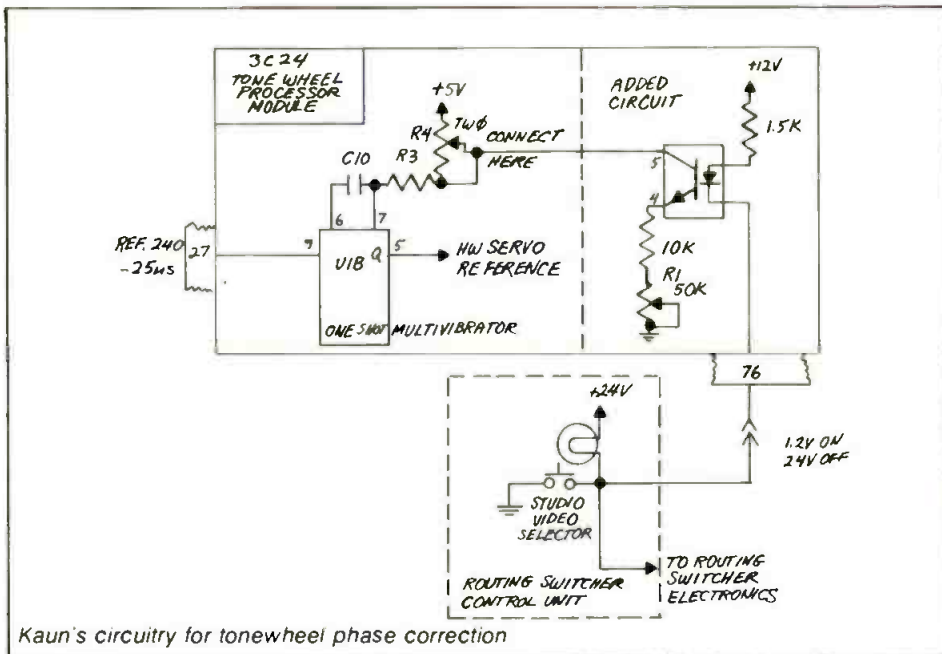 3C24
TONE WHEEL
PROCESSOR
MODULE
+5V
R4
TWϕ
CONNECT
HERE
C10
R3
6
7
REF. 240
-25µs
27
9
U1B
Q
5
HW SERVO
REFERENCE
ONE SHOT MULTIVIBRATOR
ADDED
CIRCUIT
+12V
1.5K
5
4
10K
R1
50K
76
+24V
1.2V ON
24V OFF
STUDIO
VIDEO
SELECTOR
ROUTING SWITCHER
CONTROL UNIT
TO ROUTING
SWITCHER
ELECTRONICS
Kaun's circuitry for tonewheel phase correction